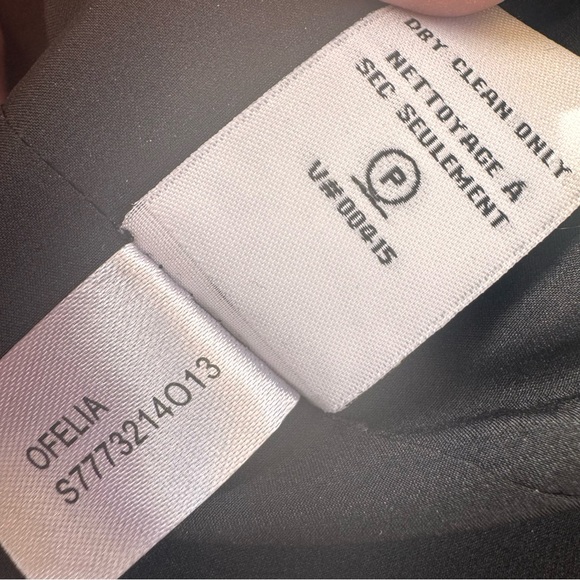 DRY CLEAN ONLY
NETTOYAGE À
SEC SEULEMENT
P
V#00415
OFELIA
S7773214O13